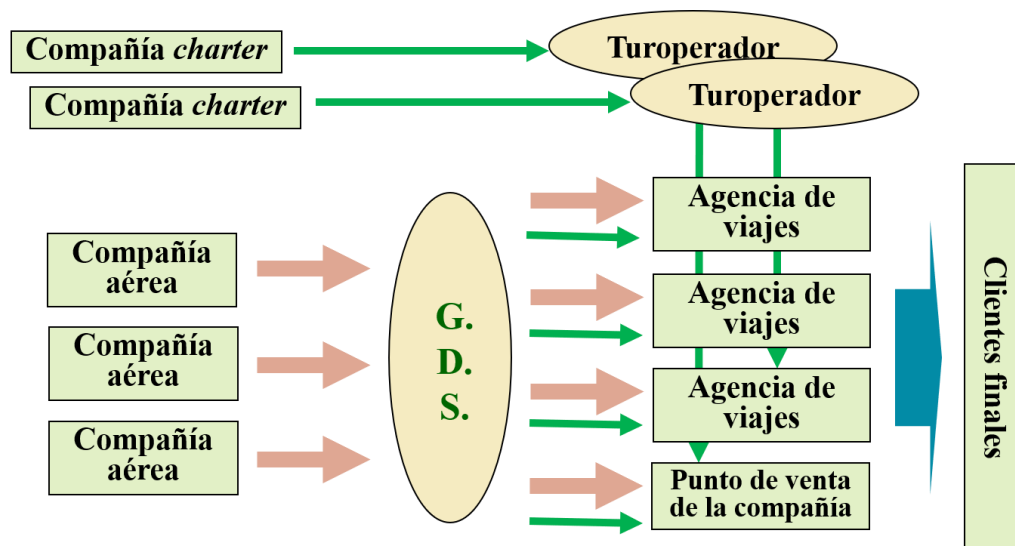 Compañía charter
Turoperador
Compañía charter
Turoperador
Compañía
aérea
Compañía
aérea
Compañía
aérea
G.
D.
S.
Agencia de
viajes
Agencia de
viajes
Agencia de
viajes
Punto de venta
de la compañía
Clientes finales